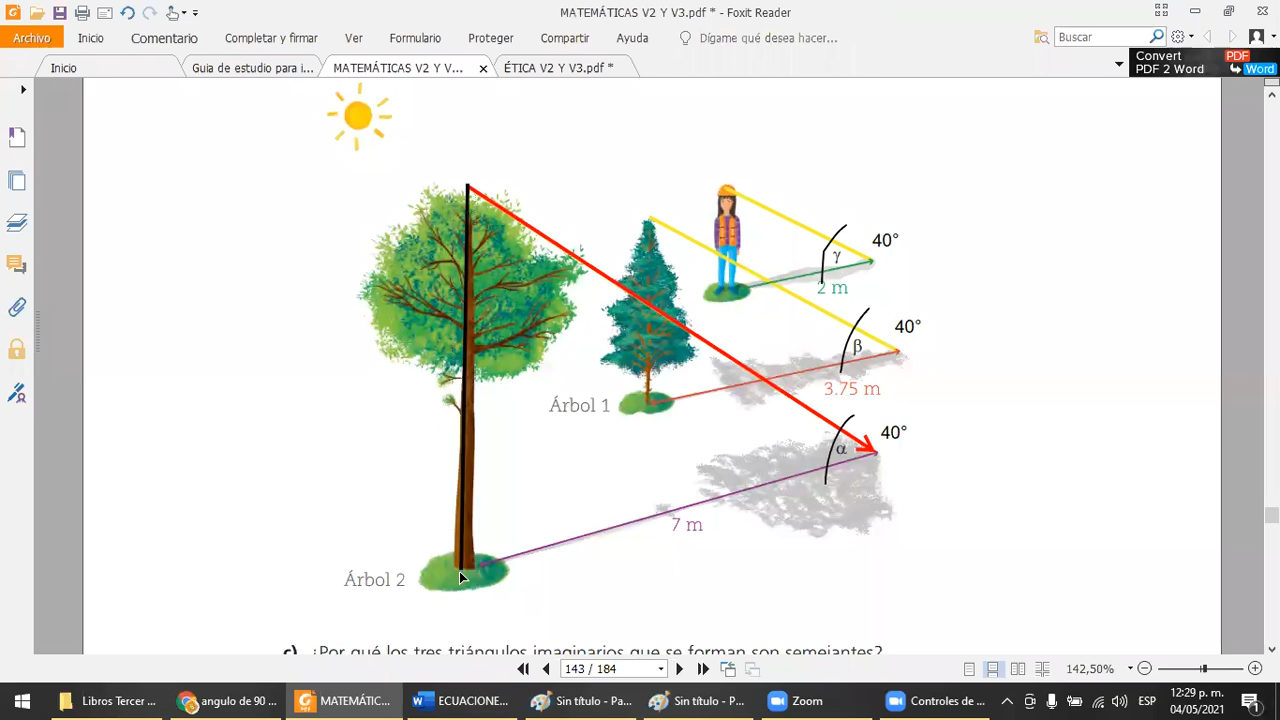 MATEMÁTICAS V2 Y V3.pdf * - Foxit Reader
Archivo Inicio Comentario Completar y firmar Ver Formulario Proteger Compartir Ayuda Dígame qué desea hacer... Buscar
Inicio Guia de estudio para i... MATEMÁTICAS V2 Y V... ÉTICA V2 Y V3.pdf *
Convert PDF
PDF 2 Word Word
40°
γ
2 m
40°
β
3.75 m
Árbol 1
40°
α
7 m
Árbol 2
c) ¿Por qué los tres triángulos imaginarios que se forman son semejantes?
143 / 184 142,50%
Libros Tercer ... angulo de 90 ... MATEMÁTIC... ECUACIONE... Sin título - Pa... Sin título - P... Zoom Controles de ... ESP 12:29 p. m.
04/05/2021 1